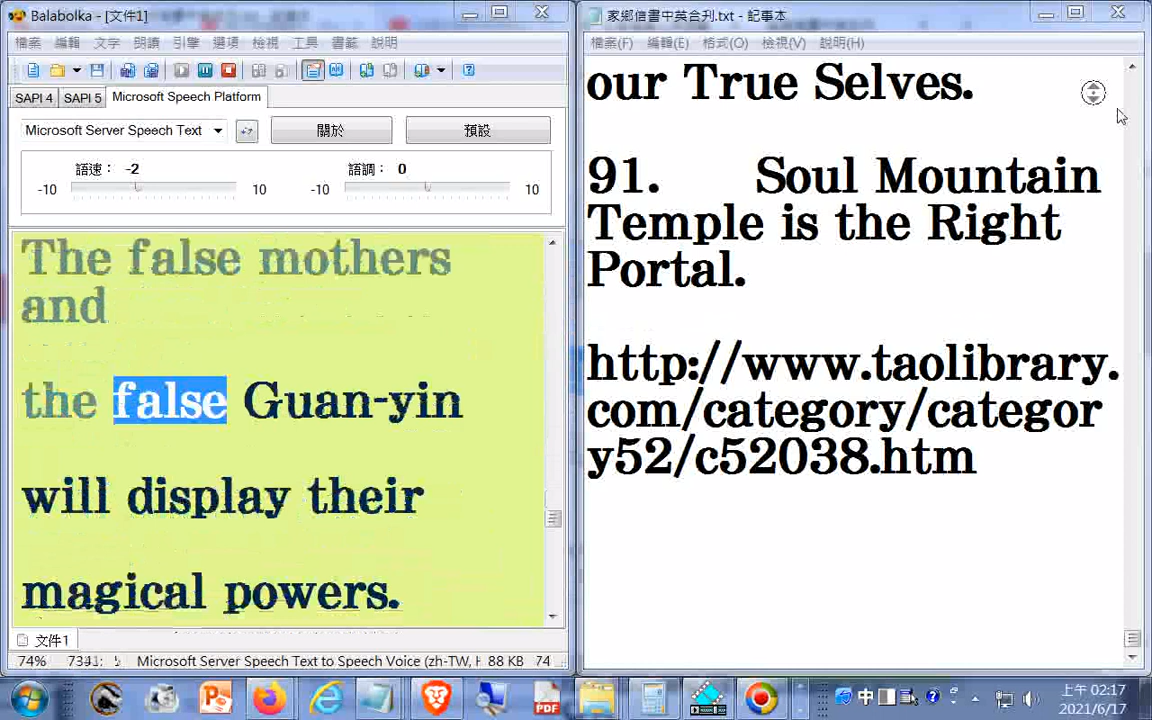 Balabolka - [文件1]
檔案 編輯 文字 朗讀 引擎 選項 檢視 工具 書籤 說明
SAPI 4 SAPI 5 Microsoft Speech Platform
Microsoft Server Speech Text 關於 預設
語速： -2 語調： 0
-10 10 -10 10
The false mothers
and
the false Guan-yin
will display their
magical powers.
文件1
74% Microsoft Server Speech Text to Speech Voice (zh-TW, H 88 KB 74
家鄉信書中英合刋.txt - 記事本
檔案(F) 編輯(E) 格式(O) 檢視(V) 說明(H)
our True Selves.
91. Soul Mountain
Temple is the Right
Portal.
http://www.taolibrary.
com/category/categor
y52/c52038.htm
中
上午 02:17
2021/6/17